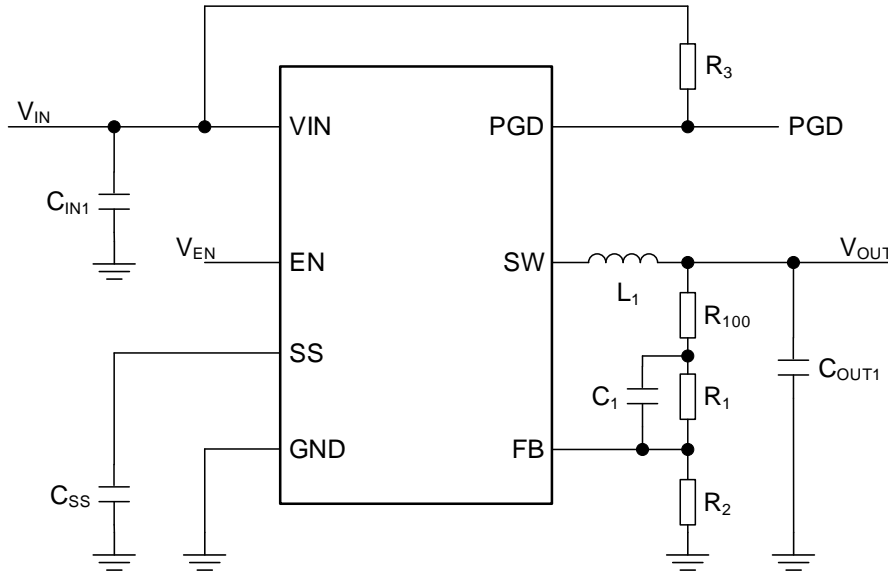 R3
VIN
VIN
PGD
PGD
CIN1
VEN
EN
SW
VOUT
L1
R100
SS
C1
R1
COUT1
GND
FB
CSS
R2